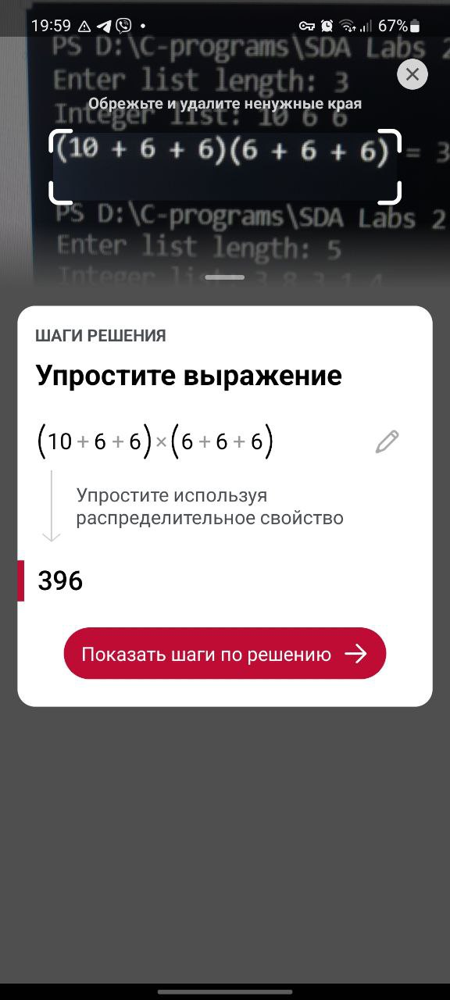 19:59 67%
PS D:\C-programs\SDA Labs 2
Enter list length: 3
Обрежьте и удалите ненужные края
Integer list: 10 6 6
(10 + 6 + 6)(6 + 6 + 6) = 3
PS D:\C-programs\SDA Labs 2
Enter list length: 5
Integer list: 3 8 3 1 4
ШАГИ РЕШЕНИЯ
Упростите выражение
(10 + 6 + 6) × (6 + 6 + 6)
Упростите используя
распределительное свойство
396
Показать шаги по решению